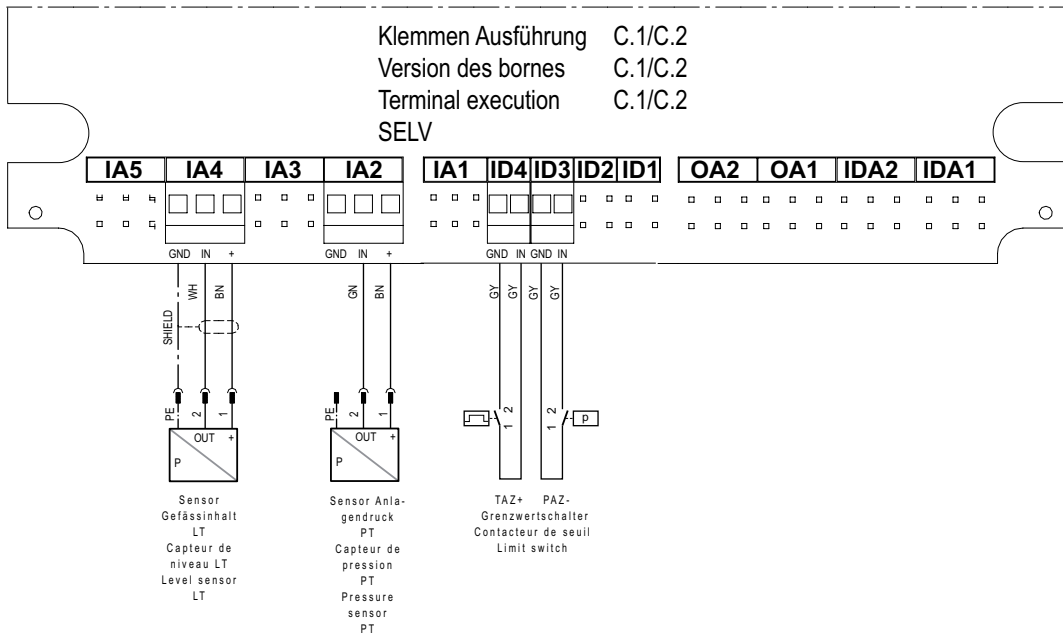 Klemmen Ausführung C.1/C.2
Version des bornes C.1/C.2
Terminal execution C.1/C.2
SELV
IA5 IA4 IA3 IA2 IA1 ID4 ID3 ID2 ID1 OA2 OA1 IDA2 IDA1
GND IN + GND IN + GND IN GND IN
SHIELD WH BN GN BN GY GY GY GY
PE 2 1 PE 2 1 1 2 1 2 p
OUT + OUT +
P P
Sensor
Gefässinhalt
LT
Capteur de
niveau LT
Level sensor
LT
Sensor Anla-
gendruck
PT
Capteur de
pression
PT
Pressure
sensor
PT
TAZ+ PAZ-
Grenzwertschalter
Contacteur de seuil
Limit switch